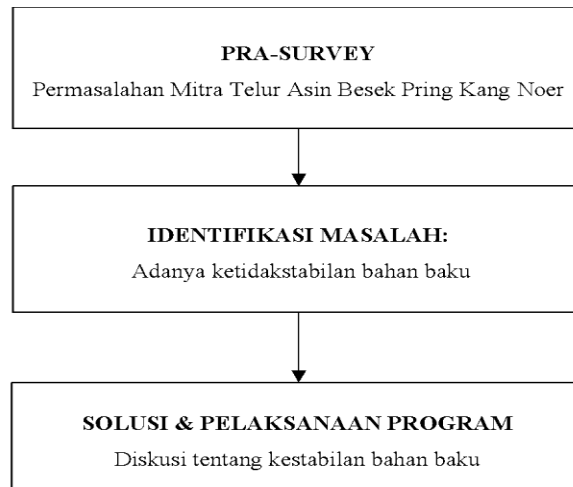 PRA-SURVEY
Permasalahan Mitra Telur Asin Besek Pring Kang Noer
IDENTIFIKASI MASALAH:
Adanya ketidakstabilan bahan baku
SOLUSI & PELAKSANAAN PROGRAM
Diskusi tentang kestabilan bahan baku